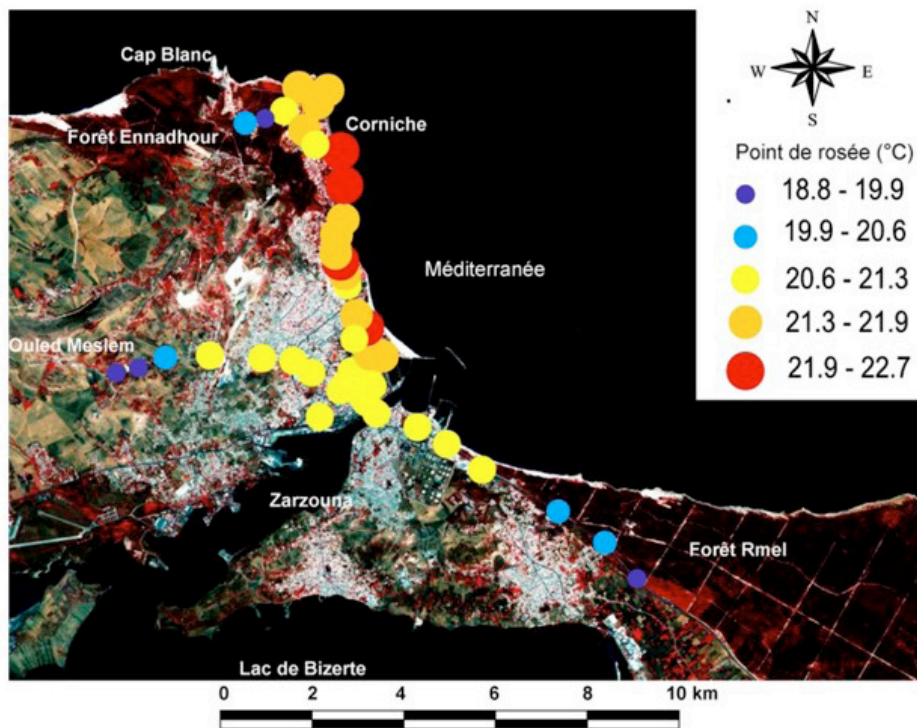 Cap Blanc
Corniche
Forêt Ennadhour
Méditerranée
Ouled Meslem
Zarzouna
Forêt Rmel
Lac de Bizerte
N
W E
S
Point de rosée (°C)
18.8 - 19.9
19.9 - 20.6
20.6 - 21.3
21.3 - 21.9
21.9 - 22.7
0 2 4 6 8 10 km